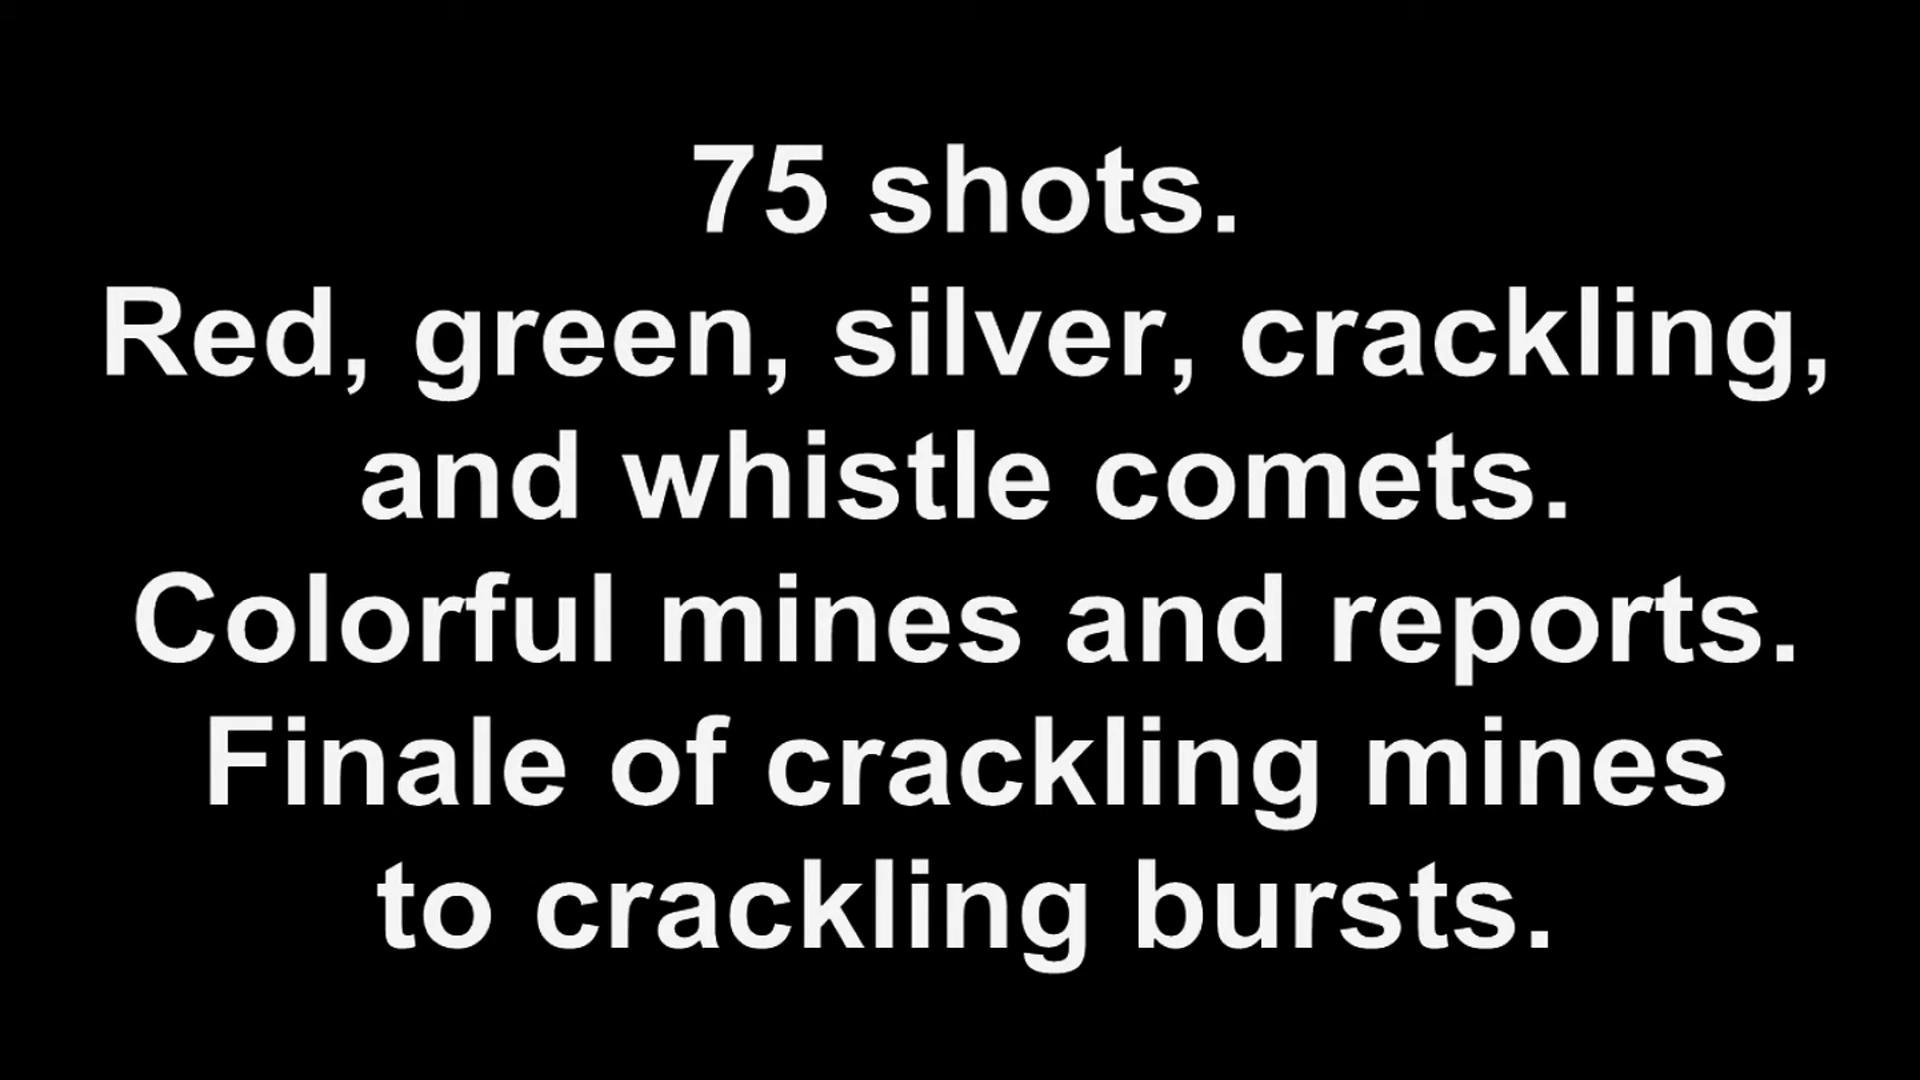 75 shots.
Red, green, silver, crackling,
and whistle comets.
Colorful mines and reports.
Finale of crackling mines
to crackling bursts.